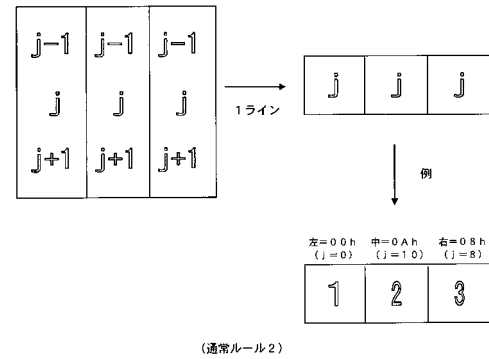 j−1 j−1 j−1
j j j
j+1 j+1 j+1
1ライン
j j j
例
左=00h 中=0Ah 右=08h
(j=0) (j=10) (j=8)
1 2 3
(通常ルール2)